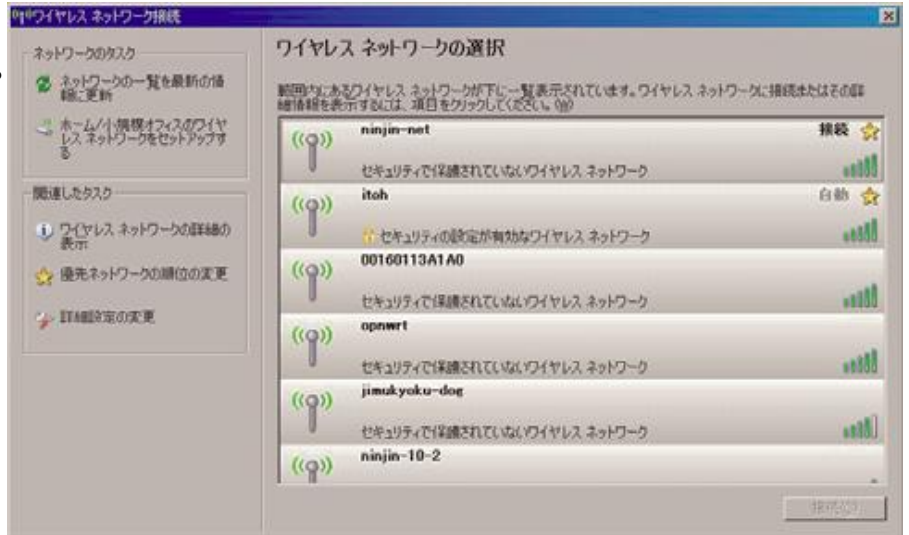 ワイヤレス ネットワーク接続
ネットワークのタスク
ネットワークの一覧を最新の情
報に更新
ホーム/小規模オフィスのワイヤ
レス ネットワークをセットアップす
る
関連したタスク
ワイヤレス ネットワークの詳細の
表示
優先ネットワークの順位の変更
詳細設定の変更
ワイヤレス ネットワークの選択
範囲内にあるワイヤレス ネットワークが下に一覧表示されています。ワイヤレス ネットワークに接続またはその詳
細情報を表示するには、項目をクリックしてください。(W)
ninjin-net 接続
セキュリティで保護されていないワイヤレス ネットワーク
itoh 自動
セキュリティの設定が有効なワイヤレス ネットワーク
00160113A1A0
セキュリティで保護されていないワイヤレス ネットワーク
opnwrt
セキュリティで保護されていないワイヤレス ネットワーク
jimukyoku-dog
セキュリティで保護されていないワイヤレス ネットワーク
ninjin-10-2
接続(C)